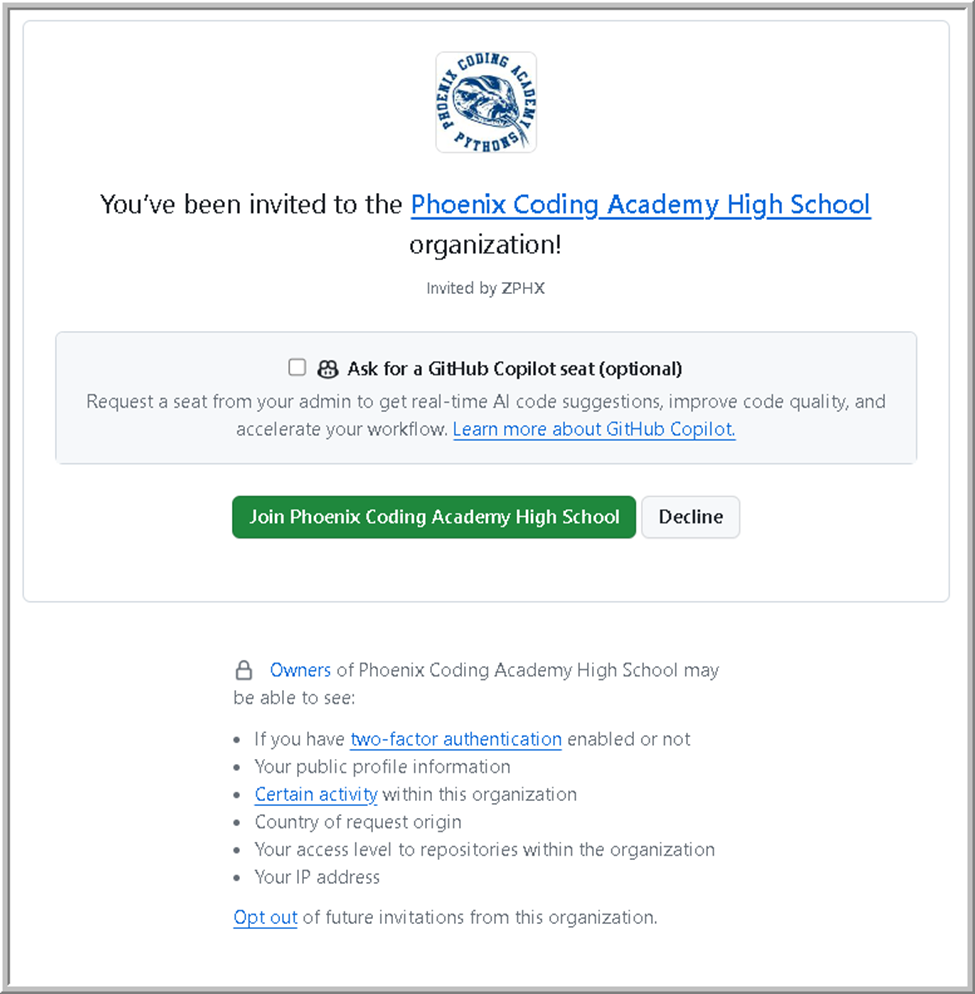 PHOENIX CODING ACADEMY
PYTHONS
You’ve been invited to the Phoenix Coding Academy High School
organization!
Invited by ZPHX
Ask for a GitHub Copilot seat (optional)
Request a seat from your admin to get real-time AI code suggestions, improve code quality, and
accelerate your workflow. Learn more about GitHub Copilot.
Join Phoenix Coding Academy High School
Decline
Owners of Phoenix Coding Academy High School may
be able to see:
• If you have two-factor authentication enabled or not
• Your public profile information
• Certain activity within this organization
• Country of request origin
• Your access level to repositories within the organization
• Your IP address
Opt out of future invitations from this organization.